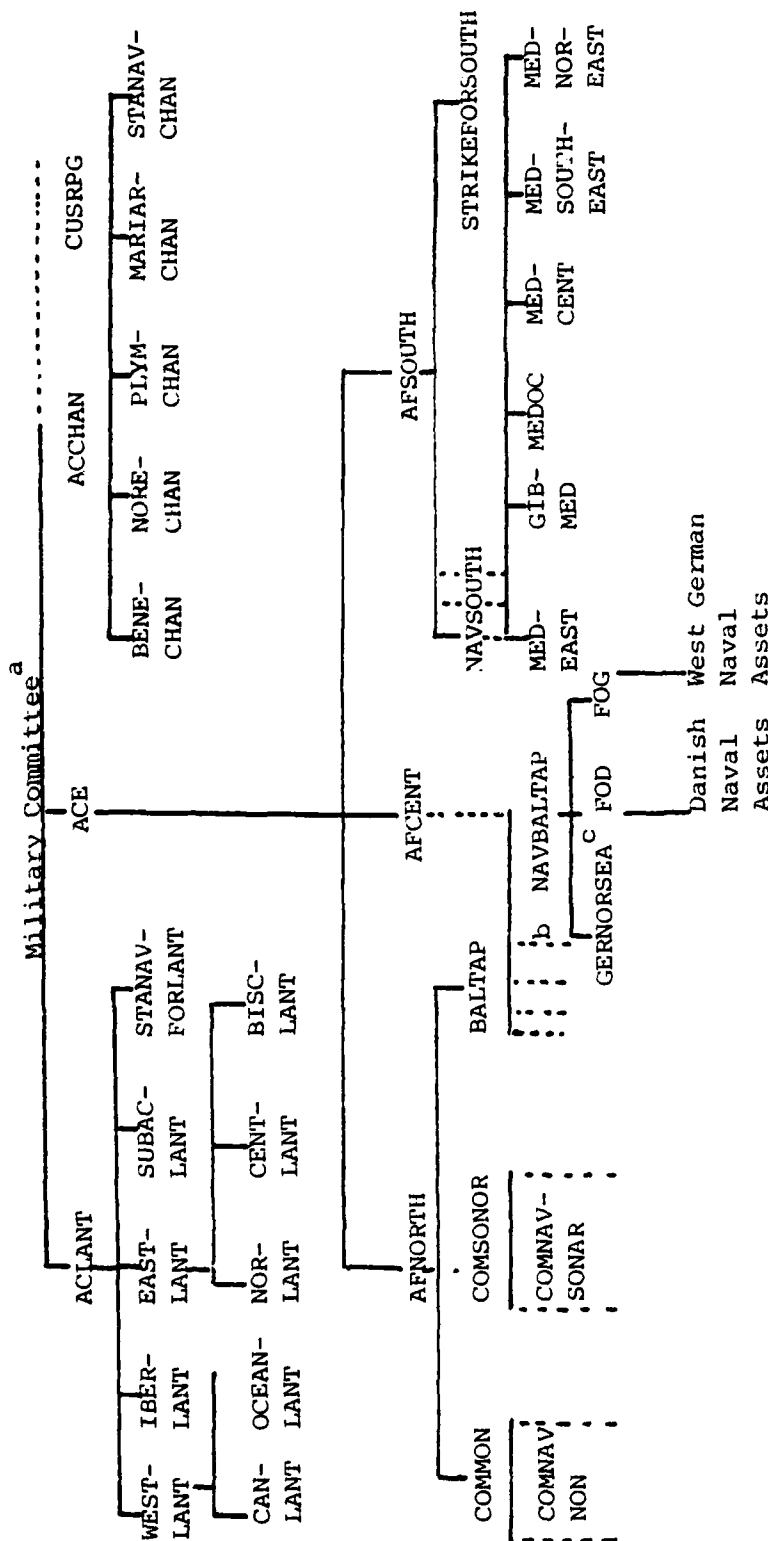 Military Committee a
ACLANT
ACE
ACCHAN
CUSRPG
WEST-
LANT
IBER-
LANT
EAST-
LANT
SUBAC-
LANT
STANAV-
FORLANT
CAN-
LANT
OCEAN-
LANT
NOR-
LANT
CENT-
LANT
BISC-
LANT
BENE-
CHAN
NORE-
CHAN
PLYM-
CHAN
MARIAR-
CHAN
STANAV-
CHAN
AFNORTH
AFCENT
AFSOUTH
COMMON
COMSONOR
BALTAP
NAVSOUTH
STRIKEFORSOUTH
COMNAV
NON
COMNAV-
SONAR
b NAVBALTAP
GERNORSEA c
FOD
FOG
Danish
Naval
Assets
West German
Naval
Assets
MED-
EAST
GIB-
MED
MEDOC
MED-
CENT
MED-
SOUTH-
EAST
MED-
NOR-
EAST